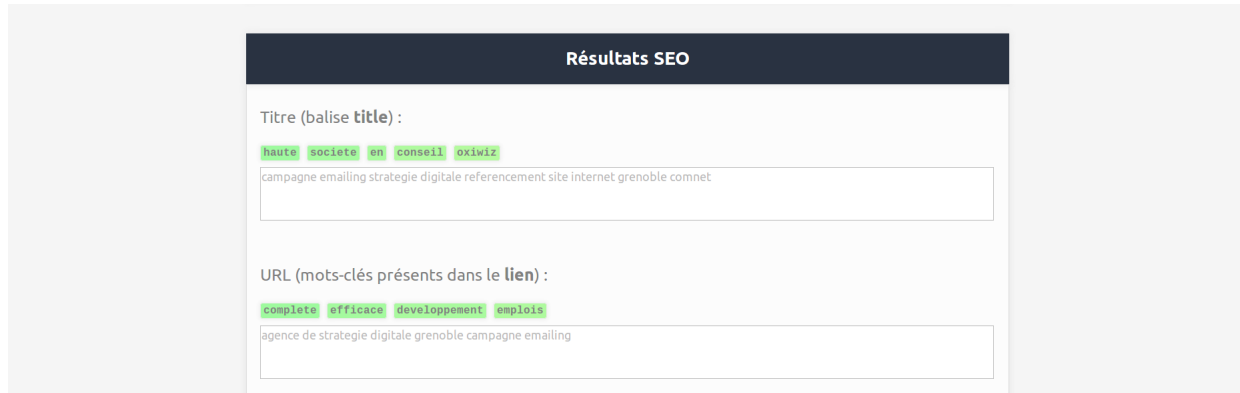 Résultats SEO
Titre (balise title) :
haute societe en conseil oxiwiz
campagne emailing strategie digitale referencement site internet grenoble comnet
URL (mots-clés présents dans le lien) :
complete efficace developpement emplois
agence de strategie digitale grenoble campagne emailing